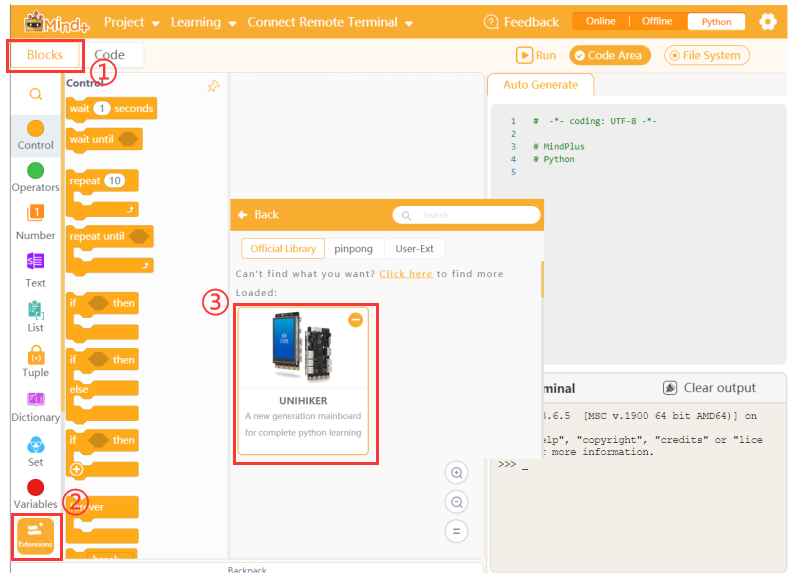 Mind+ Project Learning Connect Remote Terminal Feedback Online Offline Python
Blocks Code Run Code Area File System
①
Control
wait 1 seconds
wait until
repeat 10
repeat until
if then
if then
else
if then
Control
Operators
1
Number
Text
List
Tuple
Dictionary
Set
Variables
②
Extensions
Auto Generate
1 # -*- coding: UTF-8 -*-
2
3 # MindPlus
4 # Python
5
Back Search
Official Library pinpong User-Ext
Can't find what you want? Click here to find more
Loaded:
③
UNIHIKER
A new generation mainboard
for complete python learning
minal Clear output
.6.5 [MSC v.1900 64 bit AMD64)] on
elp", "copyright", "credits" or "lice
more information.
>>> _
Backpack